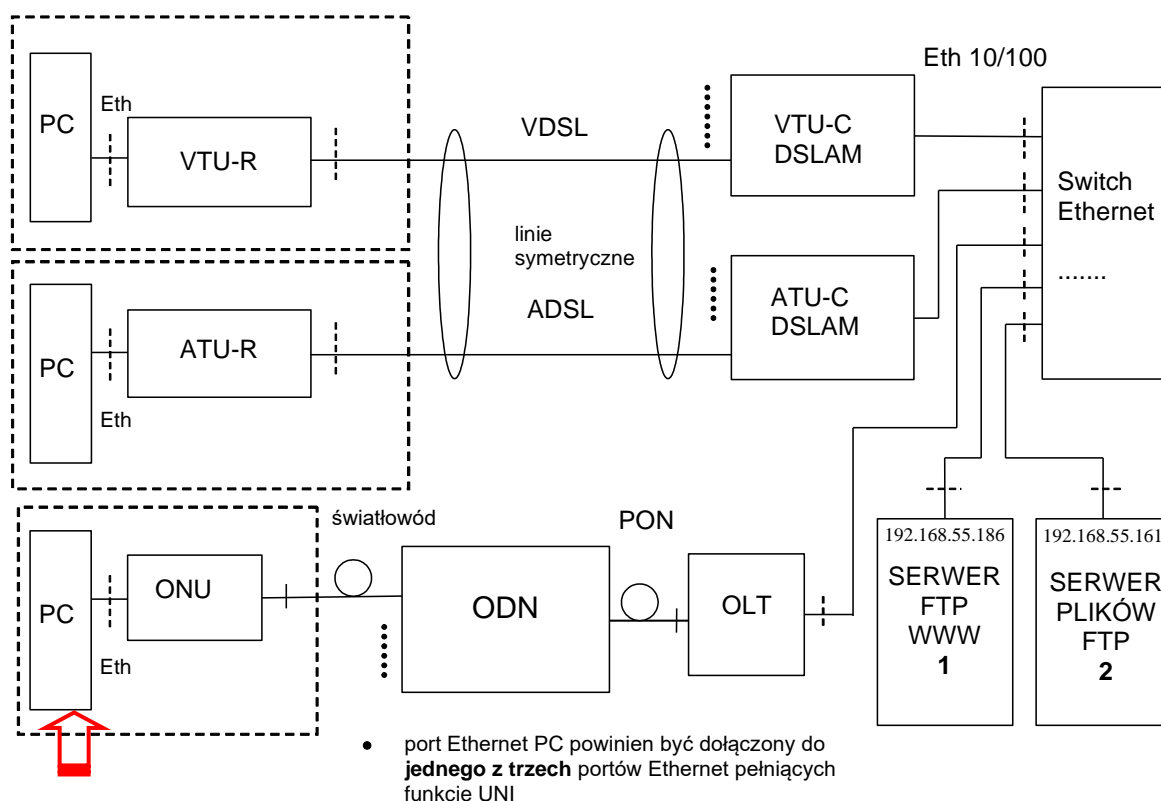 Eth 10/100
PC
Eth
VTU-R
VDSL
VTU-C
DSLAM
Switch
Ethernet
.......
linie
symetryczne
PC
ATU-R
Eth
ADSL
ATU-C
DSLAM
światłowód
PON
PC
ONU
Eth
ODN
OLT
192.168.55.186
SERWER
FTP
WWW
1
192.168.55.161
SERWER
PLIKÓW
FTP
2
• port Ethernet PC powinien być dołączony do
jednego z trzech portów Ethernet pełniących
funkcje UNI